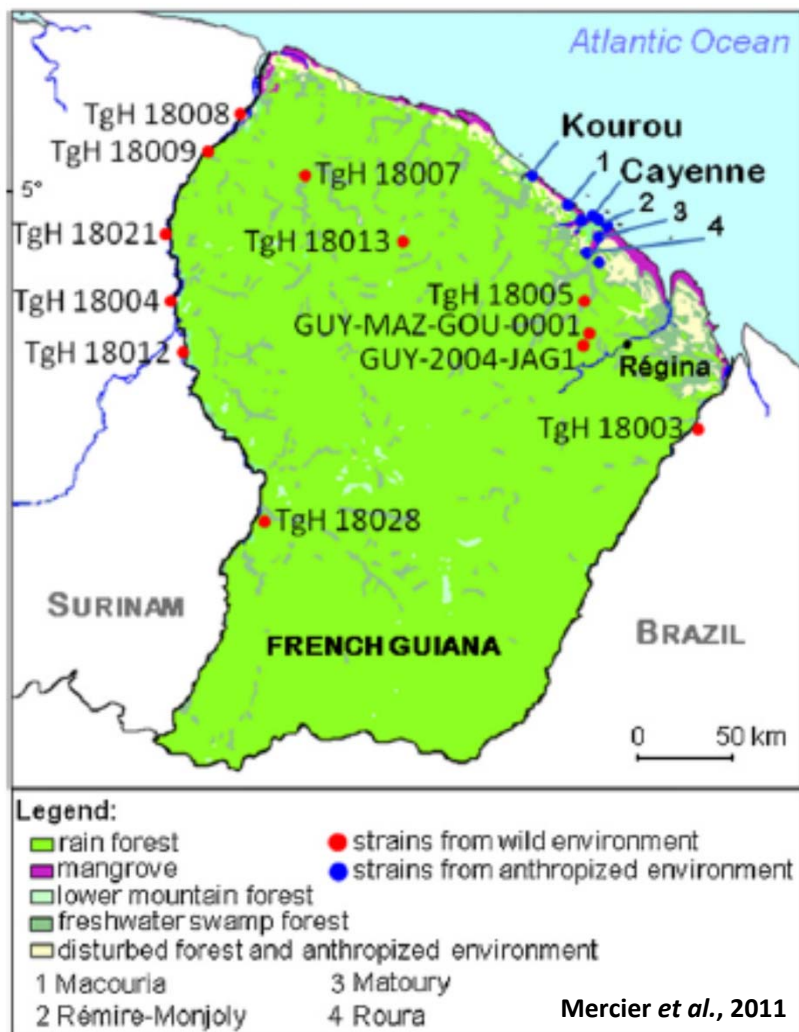 Atlantic Ocean
TgH 18008
Kourou
TgH 18009
1
Cayenne
5°
TgH 18007
2
3
TgH 18021
TgH 18013
4
TgH 18004
TgH 18005
GUY-MAZ-GOU-0001
TgH 18012
GUY-2004-JAG1
Régina
TgH 18003
TgH 18028
SURINAM
BRAZIL
FRENCH GUIANA
0 50 km
Legend:
rain forest
strains from wild environment
mangrove
strains from anthropized environment
lower mountain forest
freshwater swamp forest
disturbed forest and anthropized environment
1 Macouria 3 Matoury
2 Rémire-Monjoly 4 Roura
Mercier et al., 2011